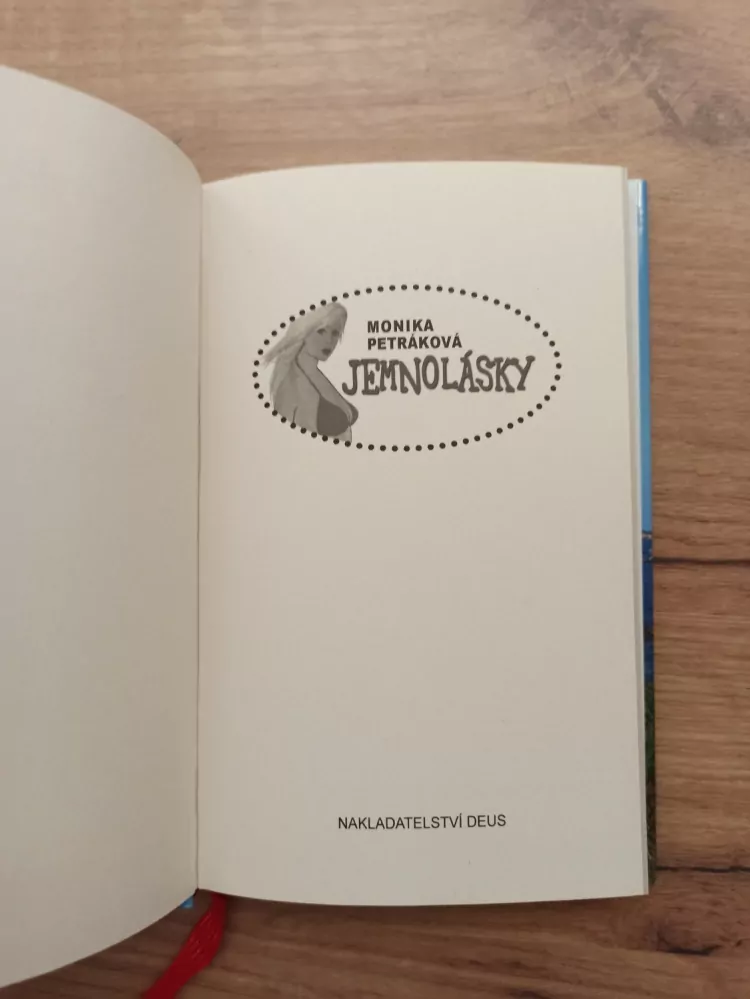 MONIKA
PETRÁKOVÁ
JEMNOLÁSKY
NAKLADATELSTVÍ DEUS